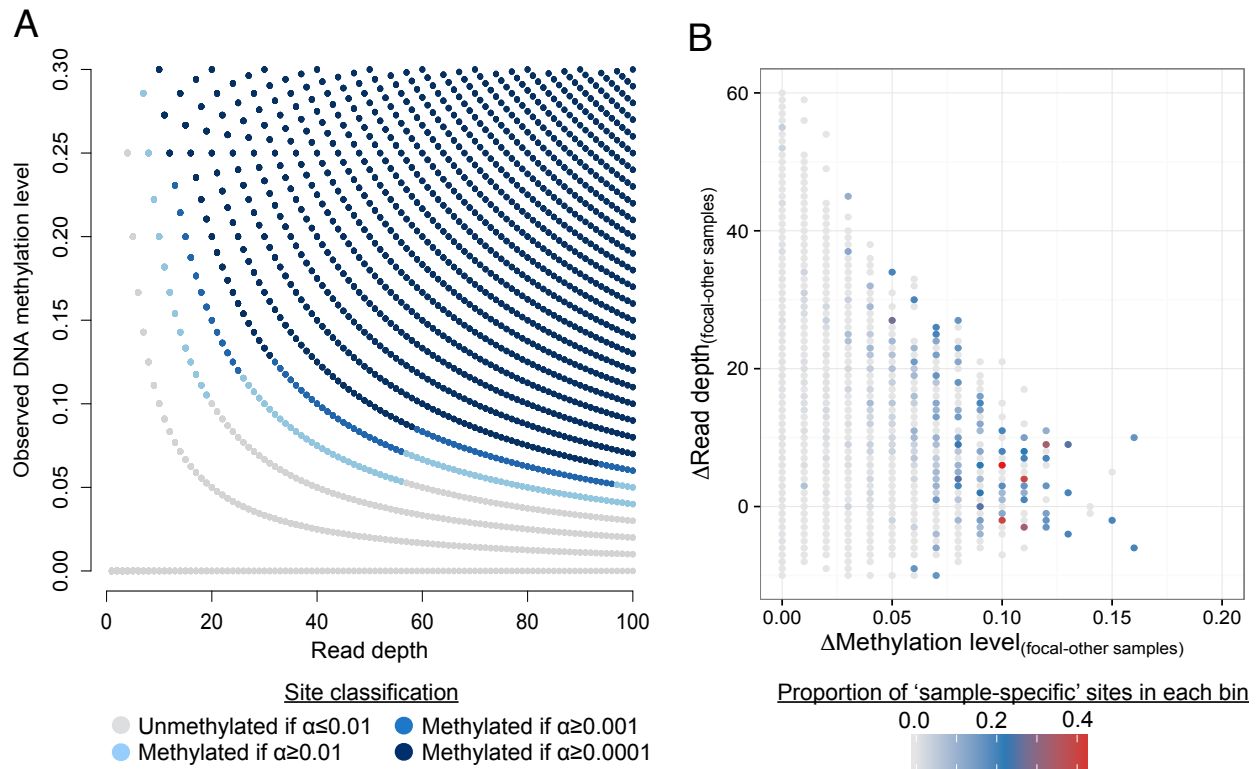 A
0.30
0.25
0.20
0.15
0.10
0.05
0.00
Observed DNA methylation level
0 20 40 60 80 100
Read depth
Site classification
Unmethylated if α≤0.01
Methylated if α≥0.01
Methylated if α≥0.001
Methylated if α≥0.0001
B
60
40
20
0
ΔRead depth(focal-other samples)
0.00 0.05 0.10 0.15 0.20
ΔMethylation level(focal-other samples)
Proportion of ‘sample-specific’ sites in each bin
0.0 0.2 0.4